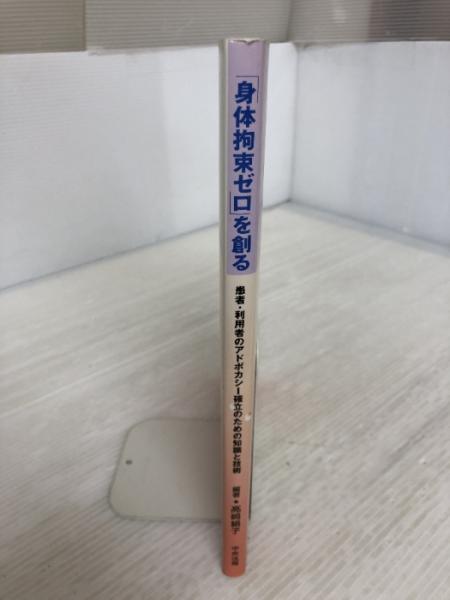 「身体拘束ゼロ」を創る
患者・利用者のアドボカシー確立のための知識と技術
編著●高崎絹子
中央法規